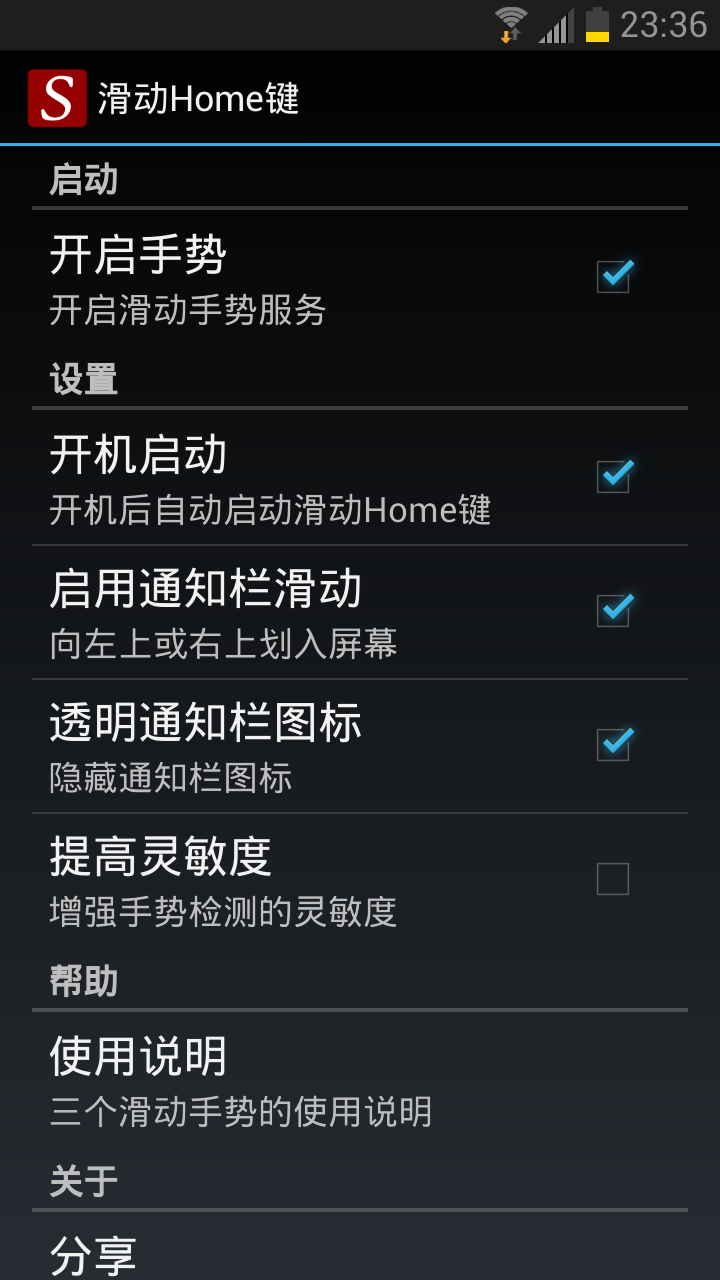 23:36
S 滑动Home键
启动
开启手势
开启滑动手势服务
设置
开机启动
开机后自动启动滑动Home键
启用通知栏滑动
向左上或右上划入屏幕
透明通知栏图标
隐藏通知栏图标
提高灵敏度
增强手势检测的灵敏度
帮助
使用说明
三个滑动手势的使用说明
关于
分享